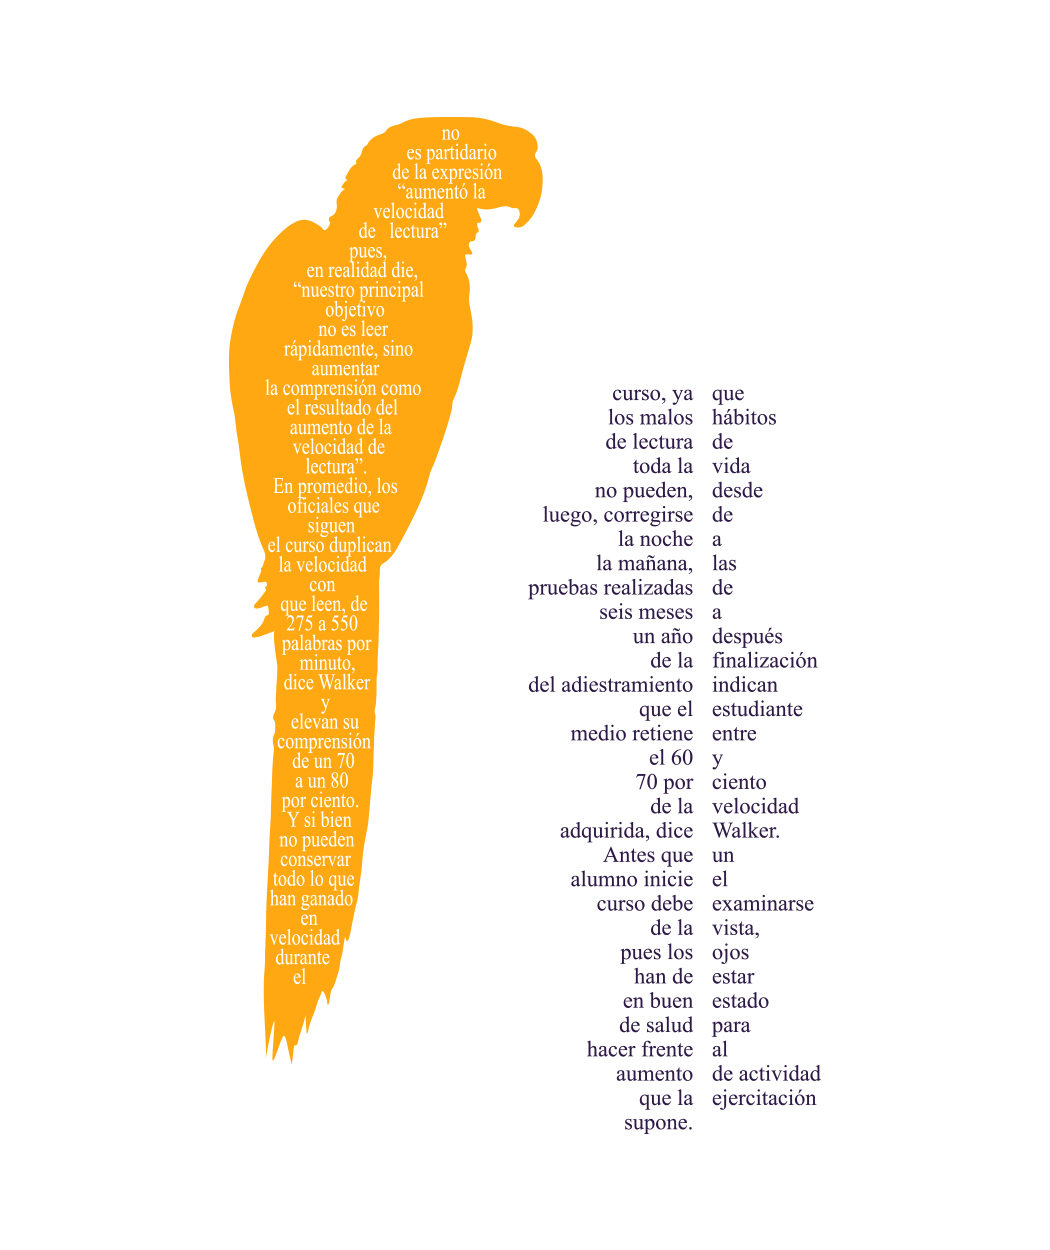 no
es partidario
de la expresión
“aumentó la
velocidad
de lectura”
pues,
en realidad die,
“nuestro principal
objetivo
no es leer
rápidamente, sino
aumentar
la comprensión como
el resultado del
aumento de la
velocidad de
lectura”.
En promedio, los
oficiales que
siguen
el curso duplican
la velocidad
con
que leen, de
275 a 550
palabras por
minuto,
dice Walker
y
elevan su
comprensión
de un 70
a un 80
por ciento.
Y si bien
no pueden
conservar
todo lo que
han ganado
en
velocidad
durante
el
curso, ya que
los malos hábitos
de lectura de
toda la vida
no pueden, desde
luego, corregirse de
la noche a
la mañana, las
pruebas realizadas de
seis meses a
un año después
de la finalización
del adiestramiento indican
que el estudiante
medio retiene entre
el 60 y
70 por ciento
de la velocidad
adquirida, dice Walker.
Antes que un
alumno inicie el
curso debe examinarse
de la vista,
pues los ojos
han de estar
en buen estado
de salud para
hacer frente al
aumento de actividad
que la ejercitación
supone.